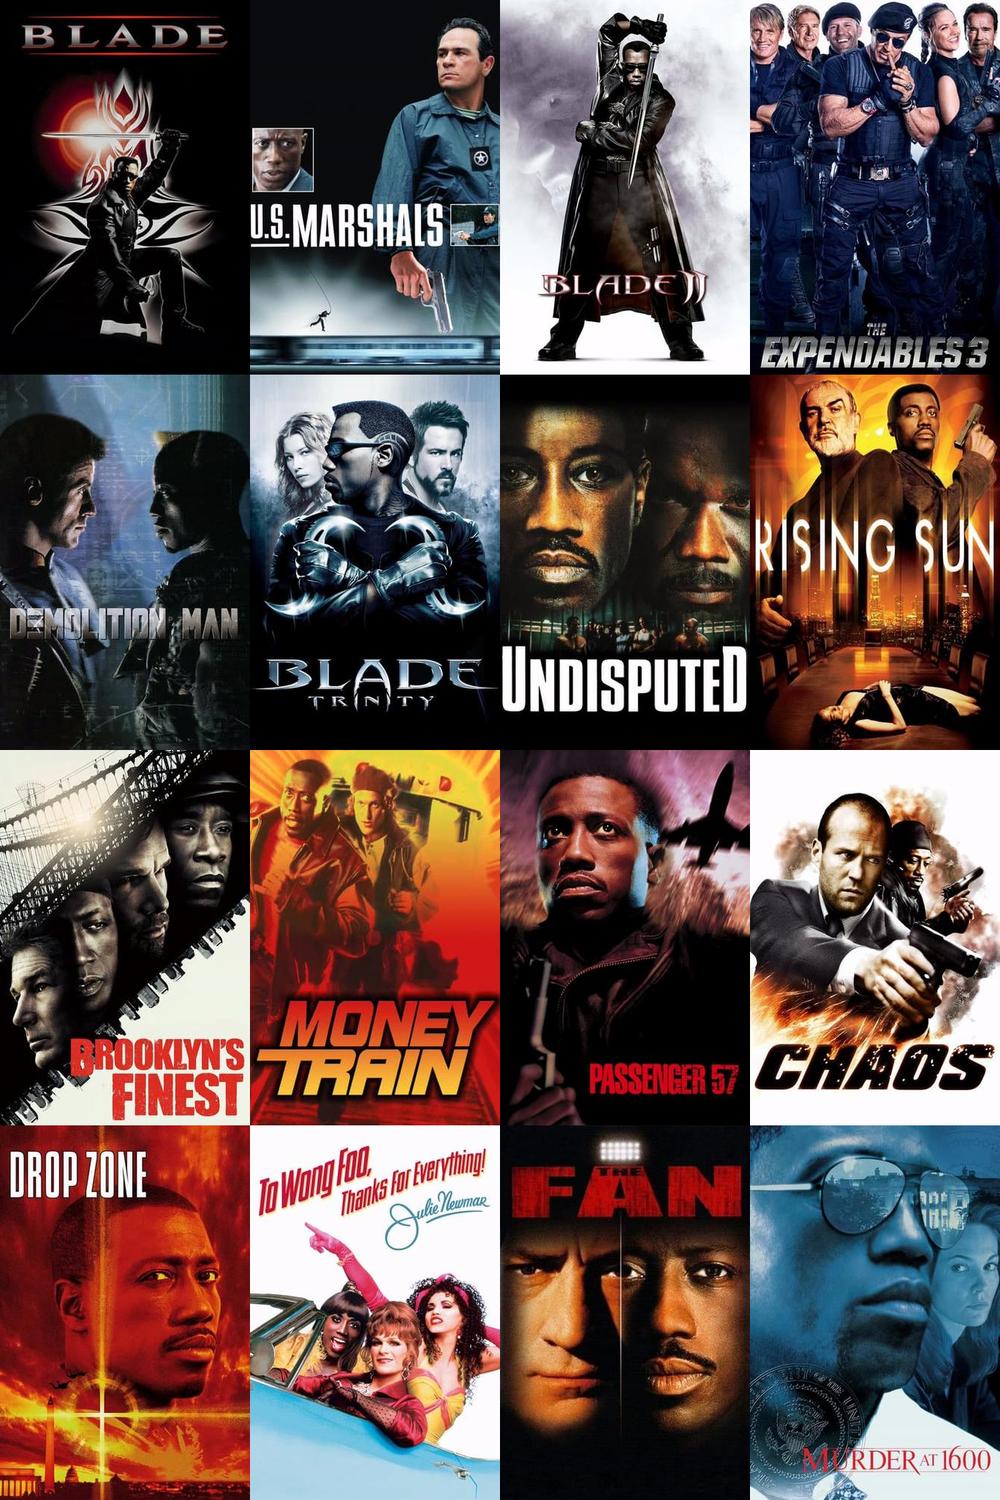 BLADE
U.S. MARSHALS
BLADE II
THE
EXPENDABLES 3
DEMOLITION MAN
BLADE
TRINITY
UNDISPUTED
RISING SUN
BROOKLYN'S
FINEST
MONEY
TRAIN
PASSENGER 57
CHAOS
DROP ZONE
To Wong Foo,
Thanks For Everything!
Julie Newmar
THE
FAN
MURDER AT 1600